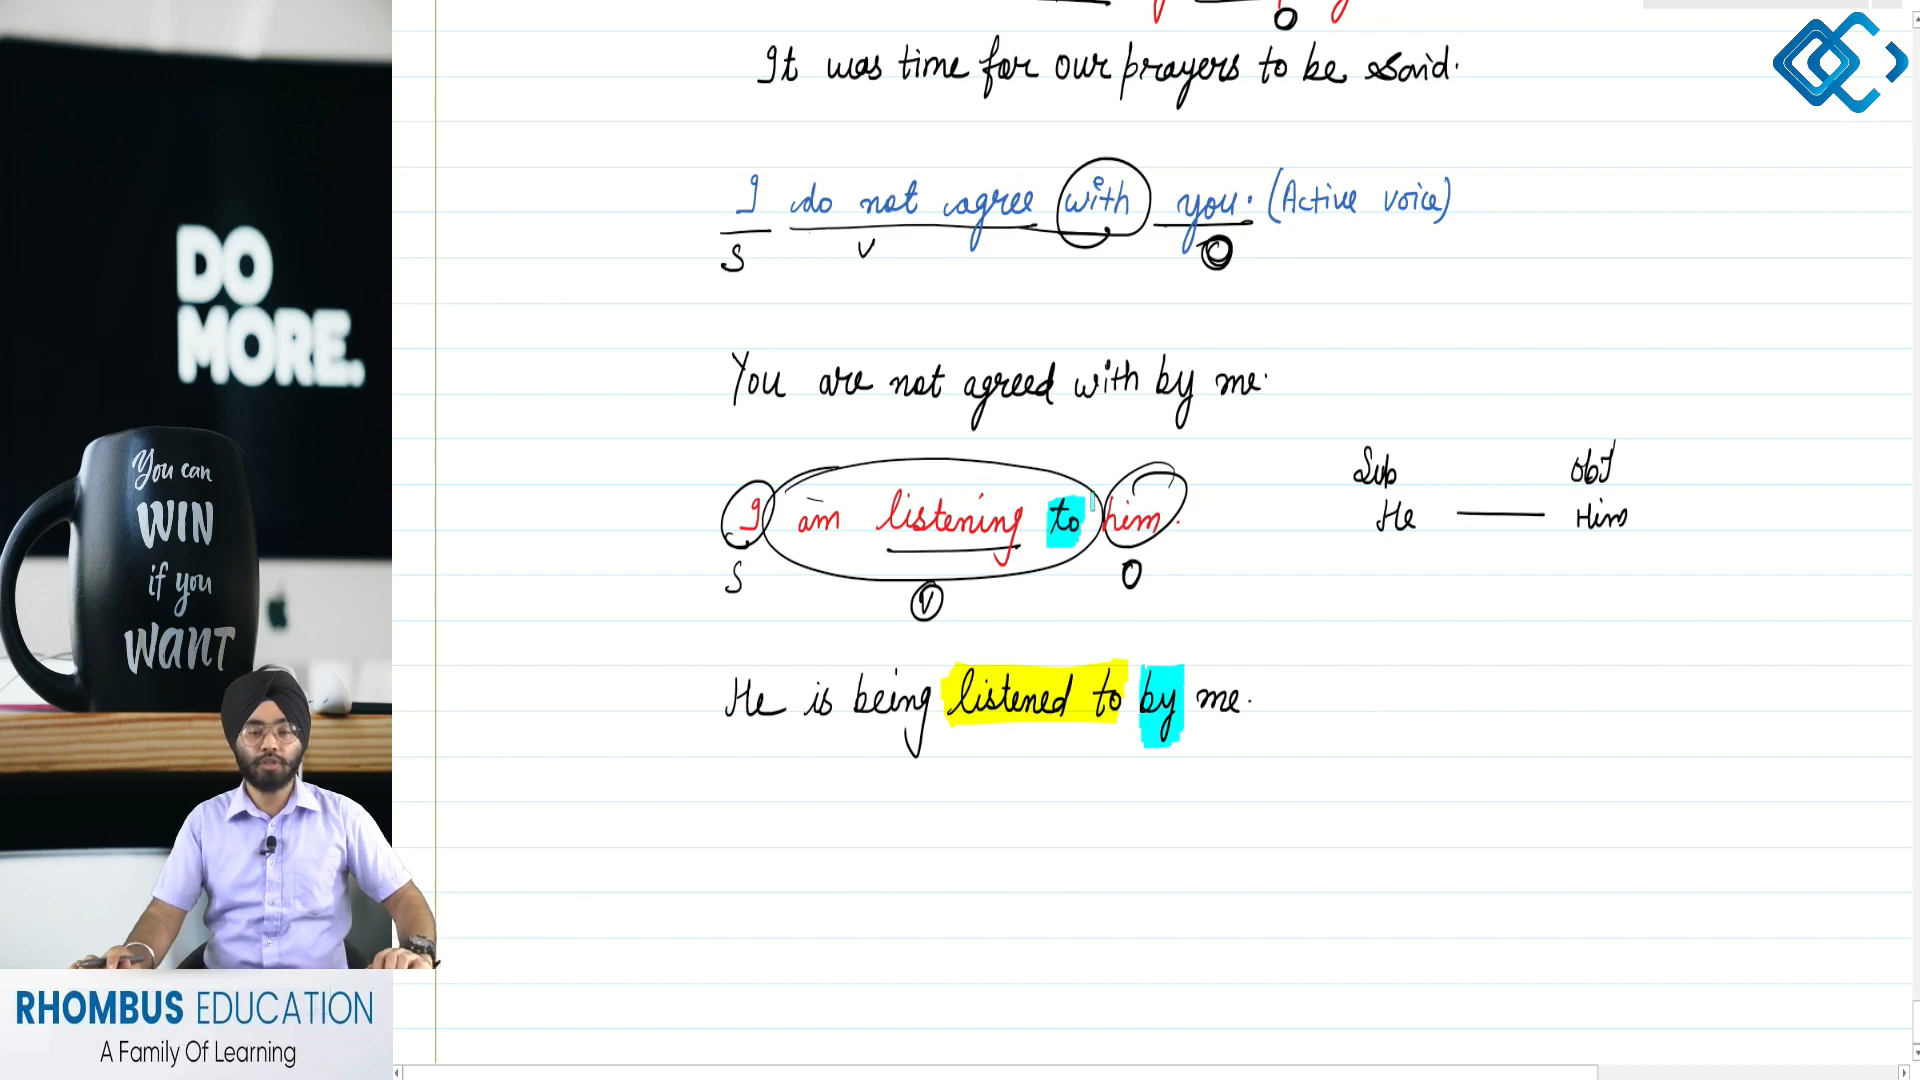 It was time for our prayers to be said.
I do not agree with you. (Active voice)
S V O
You are not agreed with by me.
Sub Obj
I am listening to him.
He — Him
S V O
He is being listened to by me.
DO
MORE.
You can
WIN
if you
WANT
RHOMBUS EDUCATION
A Family Of Learning